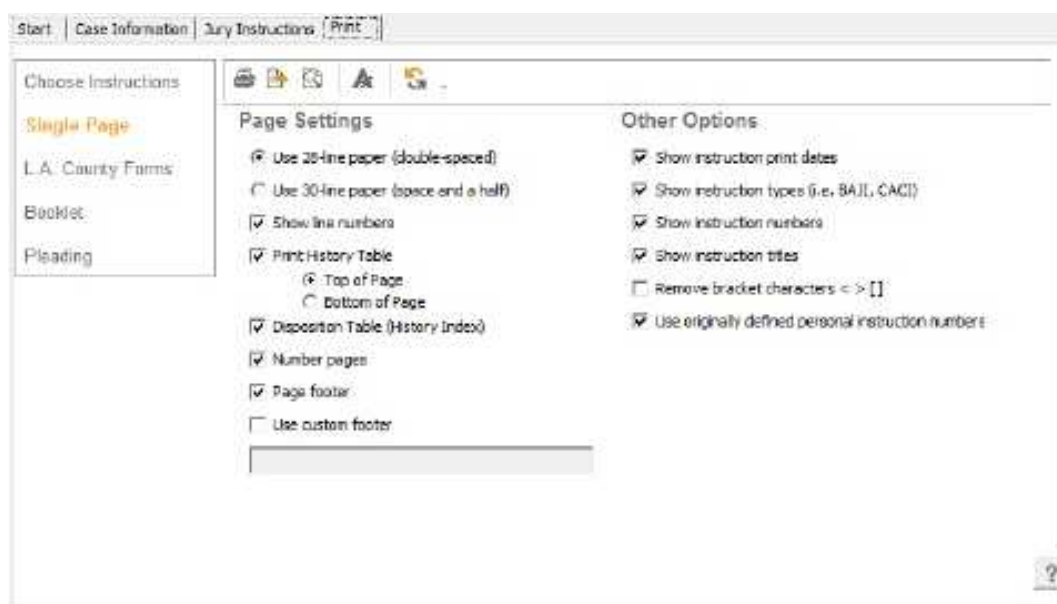 Start Case Information Jury Instructions Print
Choose Instructions
Single Page
L.A. County Forms
Booklet
Pleading
Page Settings
Use 28-line paper (double-spaced)
Use 30-line paper (space and a half)
Show line numbers
Print History Table
Top of Page
Bottom of Page
Disposition Table (History Index)
Number pages
Page footer
Use custom footer
Other Options
Show instruction print dates
Show instruction types (i.e. BAJI, CACI)
Show instruction numbers
Show instruction titles
Remove bracket characters < > []
Use originally defined personal instruction numbers
?